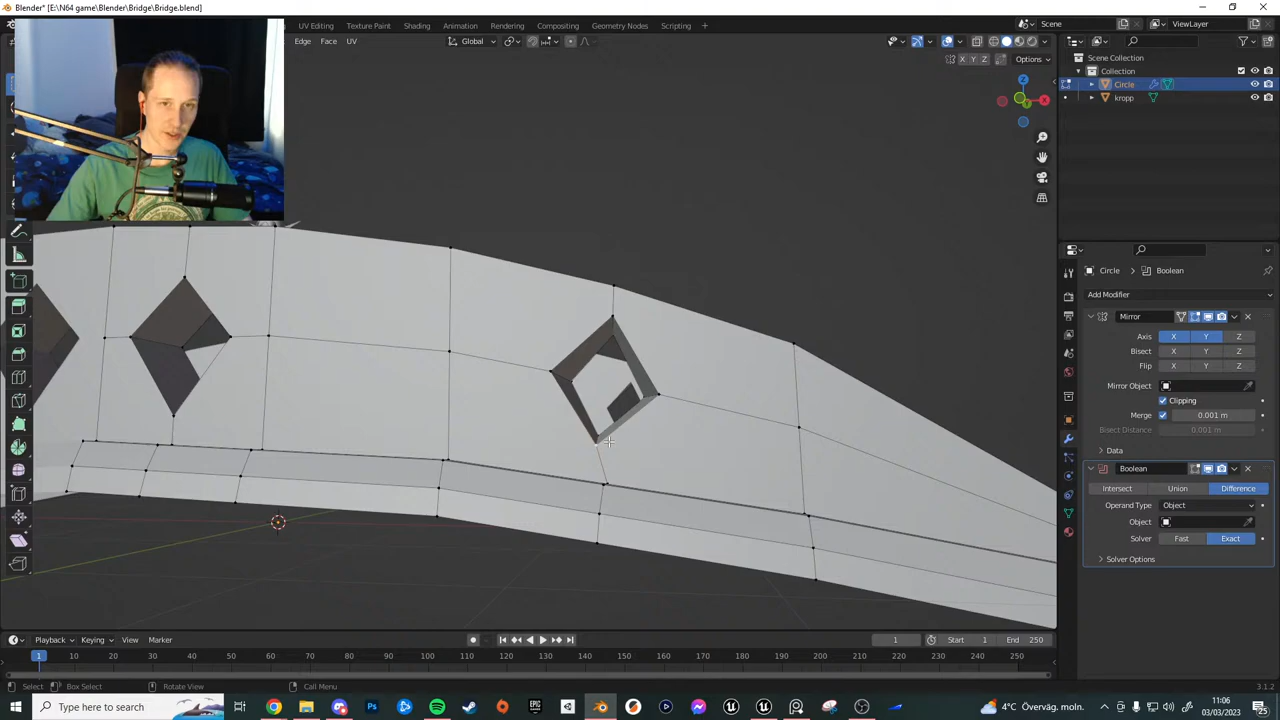 Blender* [E:\N64 game\Blender\Bridge\Bridge.blend]
UV Editing
Texture Paint
Shading
Animation
Rendering
Compositing
Geometry Nodes
Scripting
Scene
ViewLayer
Edge
Face
UV
Global
X
Y
Z
Options
Scene Collection
Collection
Circle
kropp
X
Circle
Boolean
Add Modifier
Mirror
Axis
X
Y
Z
Bisect
X
Y
Z
Flip
X
Y
Z
Mirror Object
Clipping
Merge
0.001 m
Bisect Distance
0.001 m
Data
Boolean
Intersect
Union
Difference
Operand Type
Object
Object
Solver
Fast
Exact
Solver Options
Playback
Keying
View
Marker
1
Start
1
End
250
1
10
20
30
40
50
60
70
80
90
100
110
120
130
140
150
160
170
180
190
200
210
220
230
240
250
Select
Box Select
Rotate View
Call Menu
3.1.2
Type here to search
4°C Överväg. moln.
11:06
03/03/2023